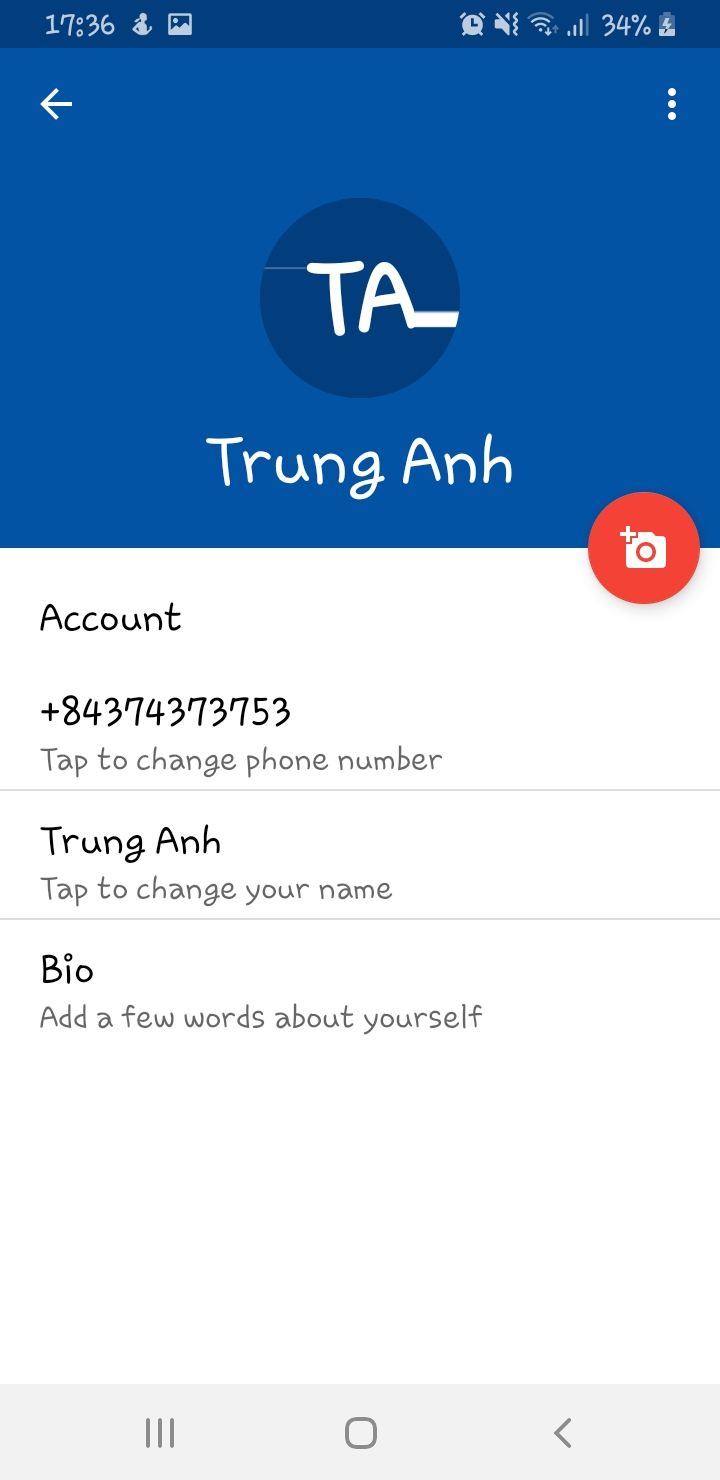 17:36 34%
TA
Trung Anh
Account
+84374373753
Tap to change phone number
Trung Anh
Tap to change your name
Bio
Add a few words about yourself